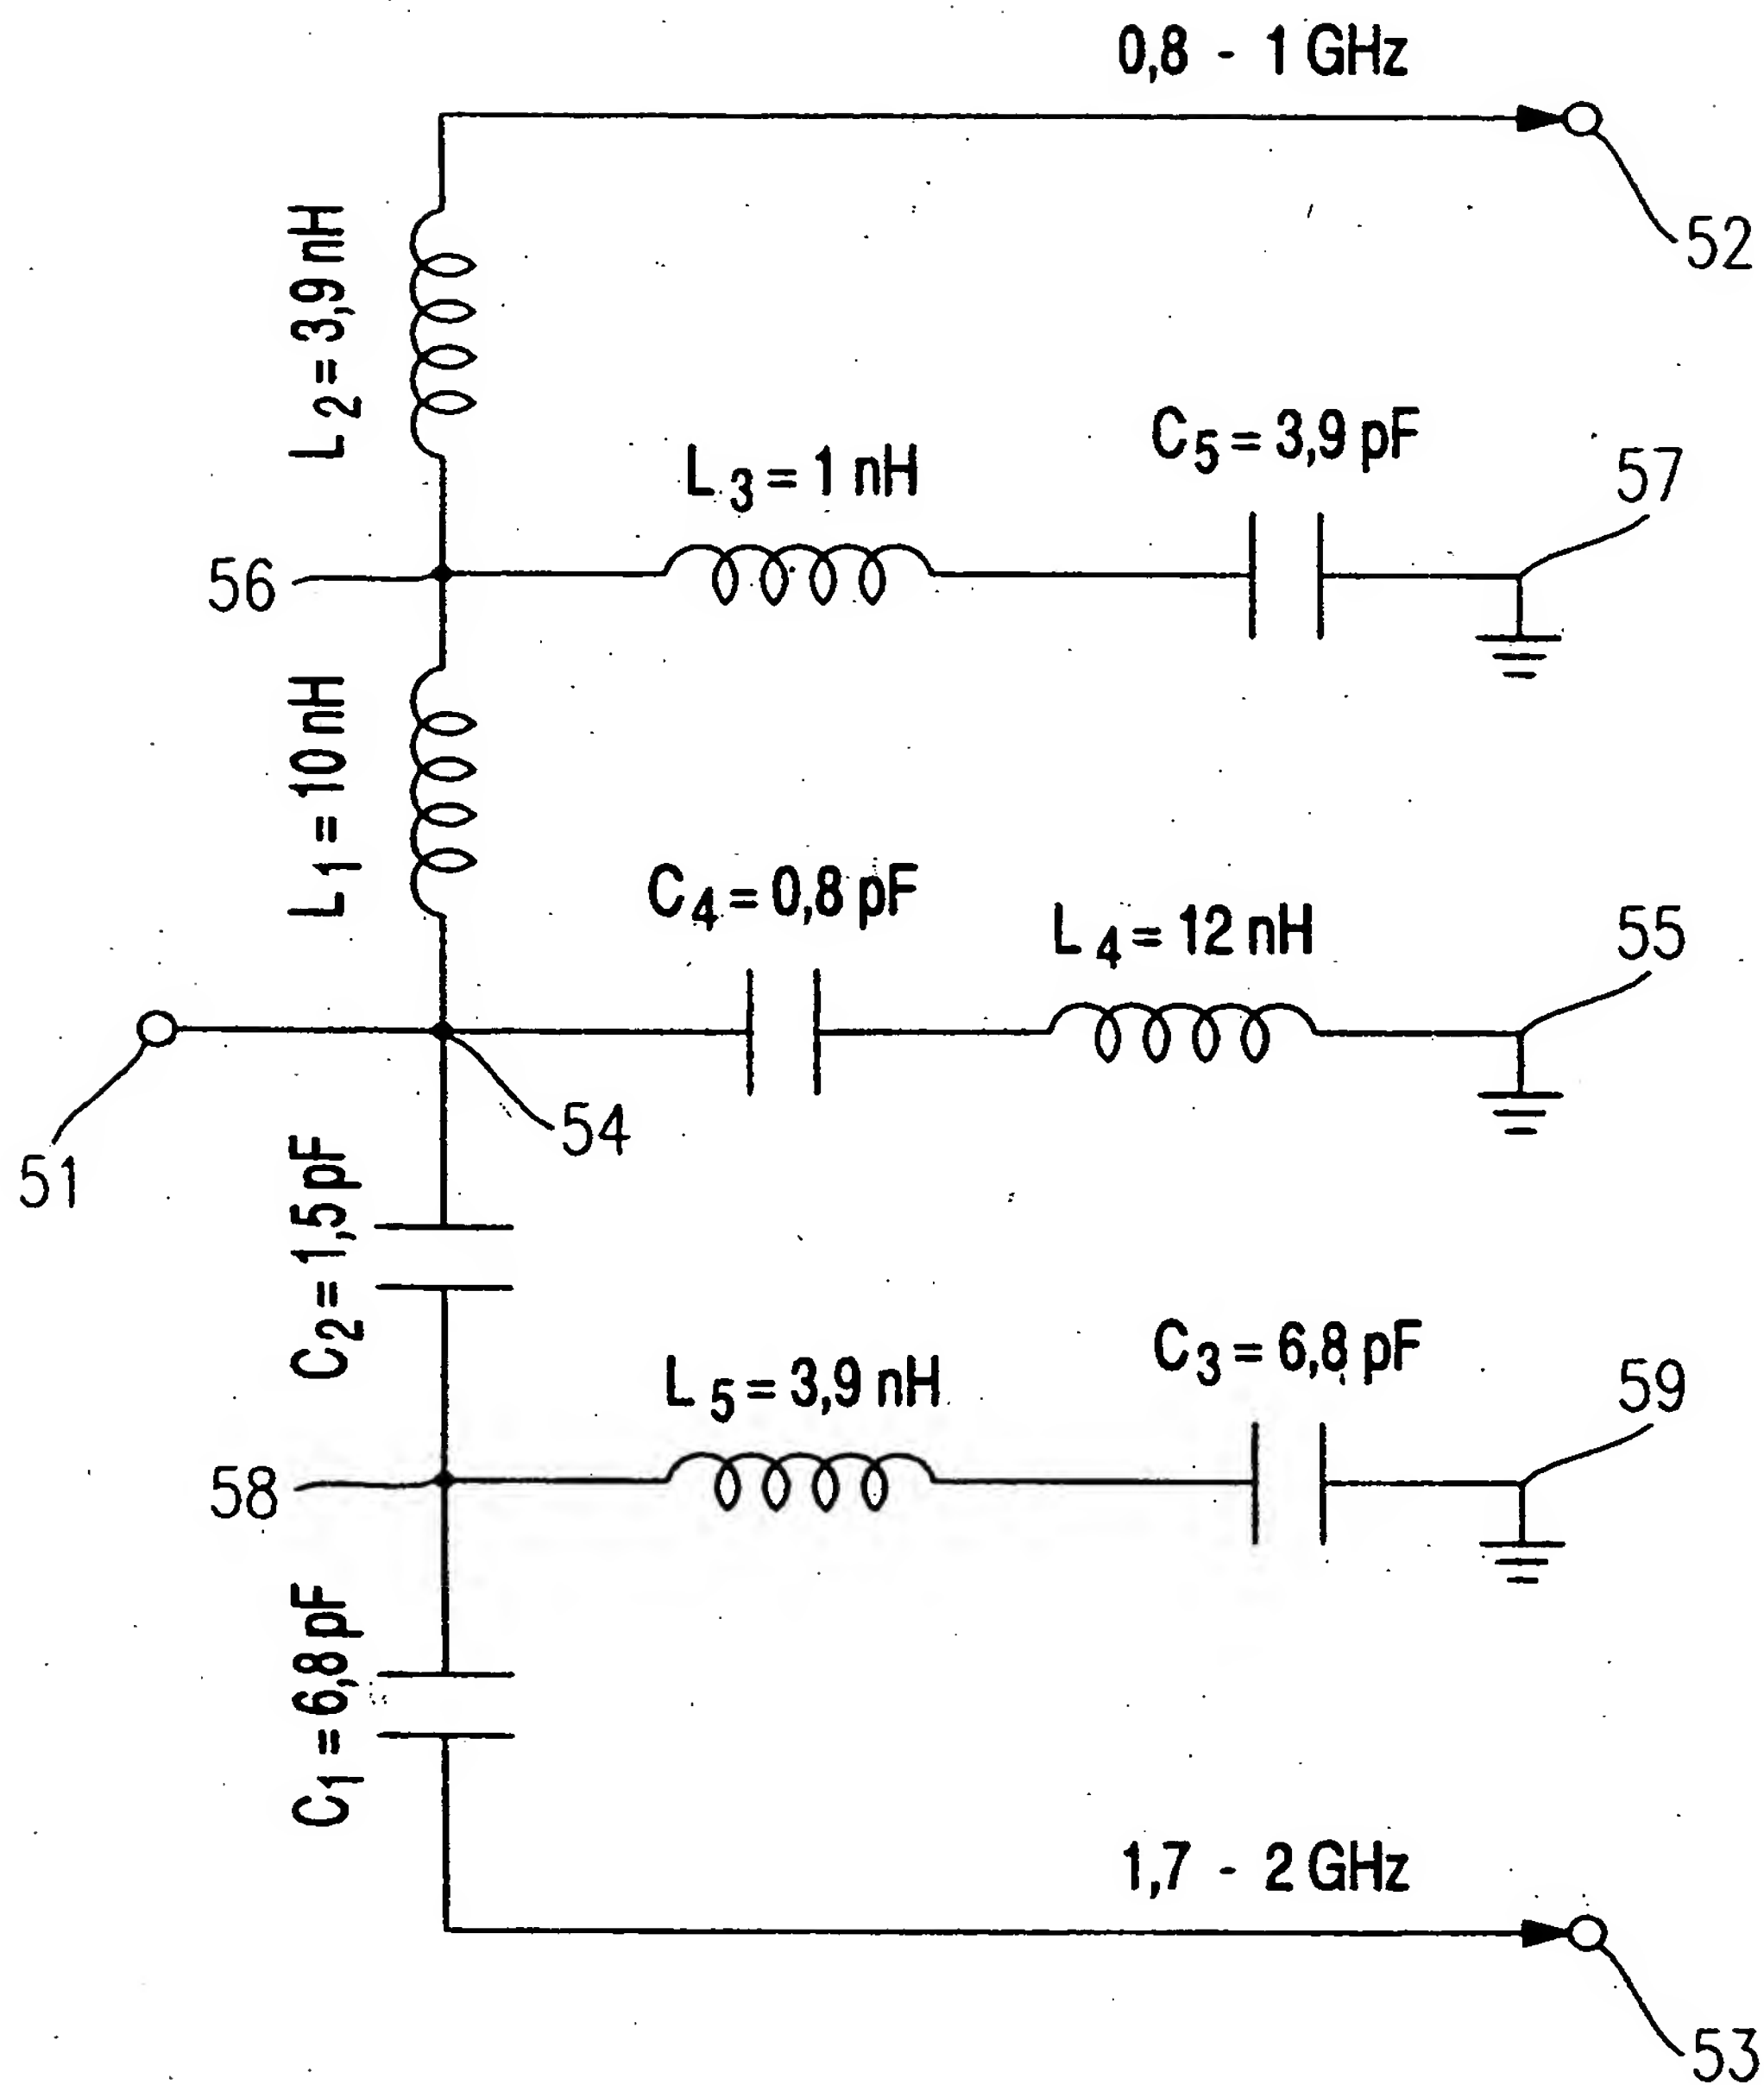 0,8 - 1 GHz
52
L2 = 3,9 nH
C5 = 3,9 pF
L3 = 1 nH
57
56
L1 = 10 nH
C4 = 0,8 pF
L4 = 12 nH
55
51
54
C2 = 1,5 pF
C3 = 6,8 pF
L5 = 3,9 nH
59
58
C1 = 6,8 pF
1,7 - 2 GHz
53